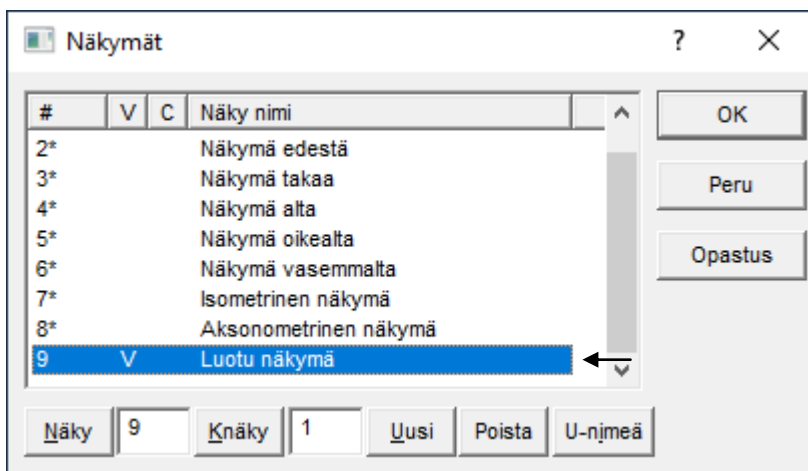 Näkymät ?
# V C Näky nimi
OK
2* Näkymä edestä
3* Näkymä takaa
Peru
4* Näkymä alta
5* Näkymä oikealta
Opastus
6* Näkymä vasemmalta
7* Isometrinen näkymä
8* Aksonometrinen näkymä
9 V Luotu näkymä
Näky 9 Knäky 1 Uusi Poista U-nimeä